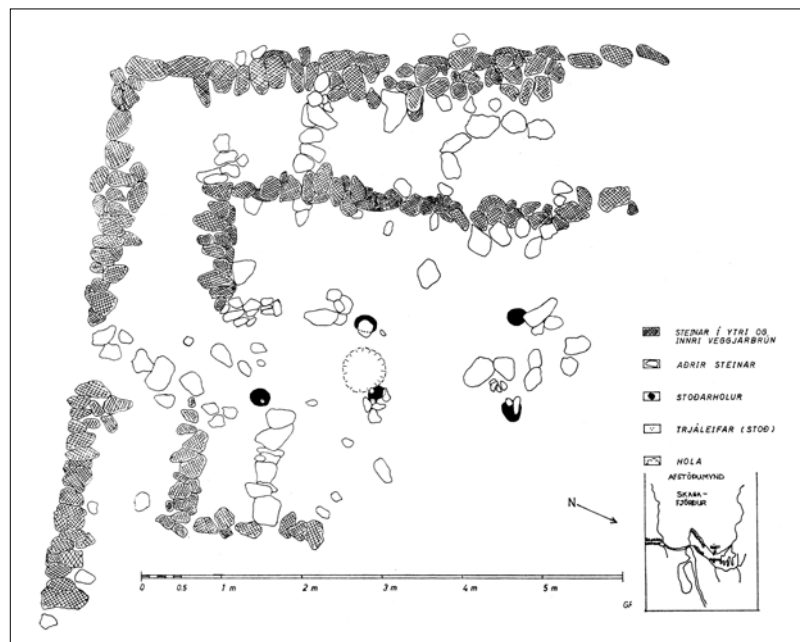 STEINAR Í YTRI OG
INNRI VEGGJARBRÚN
AÐRIR STEINAR
STOÐARHOLUR
TRJÁLEIFAR (STOÐ)
HOLA
AFSTÖÐUMYND
SKAGA-
FJÖRÐUR
N
0 0.5 1 m 2 m 3 m 4 m 5 m